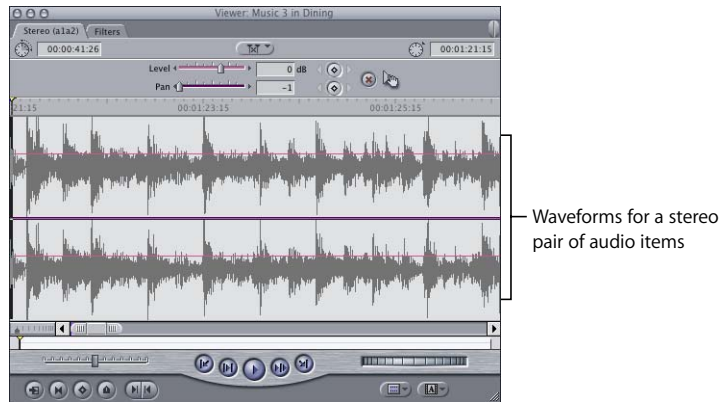 Viewer: Music 3 in Dining
Stereo (a1a2) Filters
00:00:41:26 00:01:21:15
Level 0 dB
Pan -1
21:15 00:01:23:15 00:01:25:15
Waveforms for a stereo
pair of audio items
A